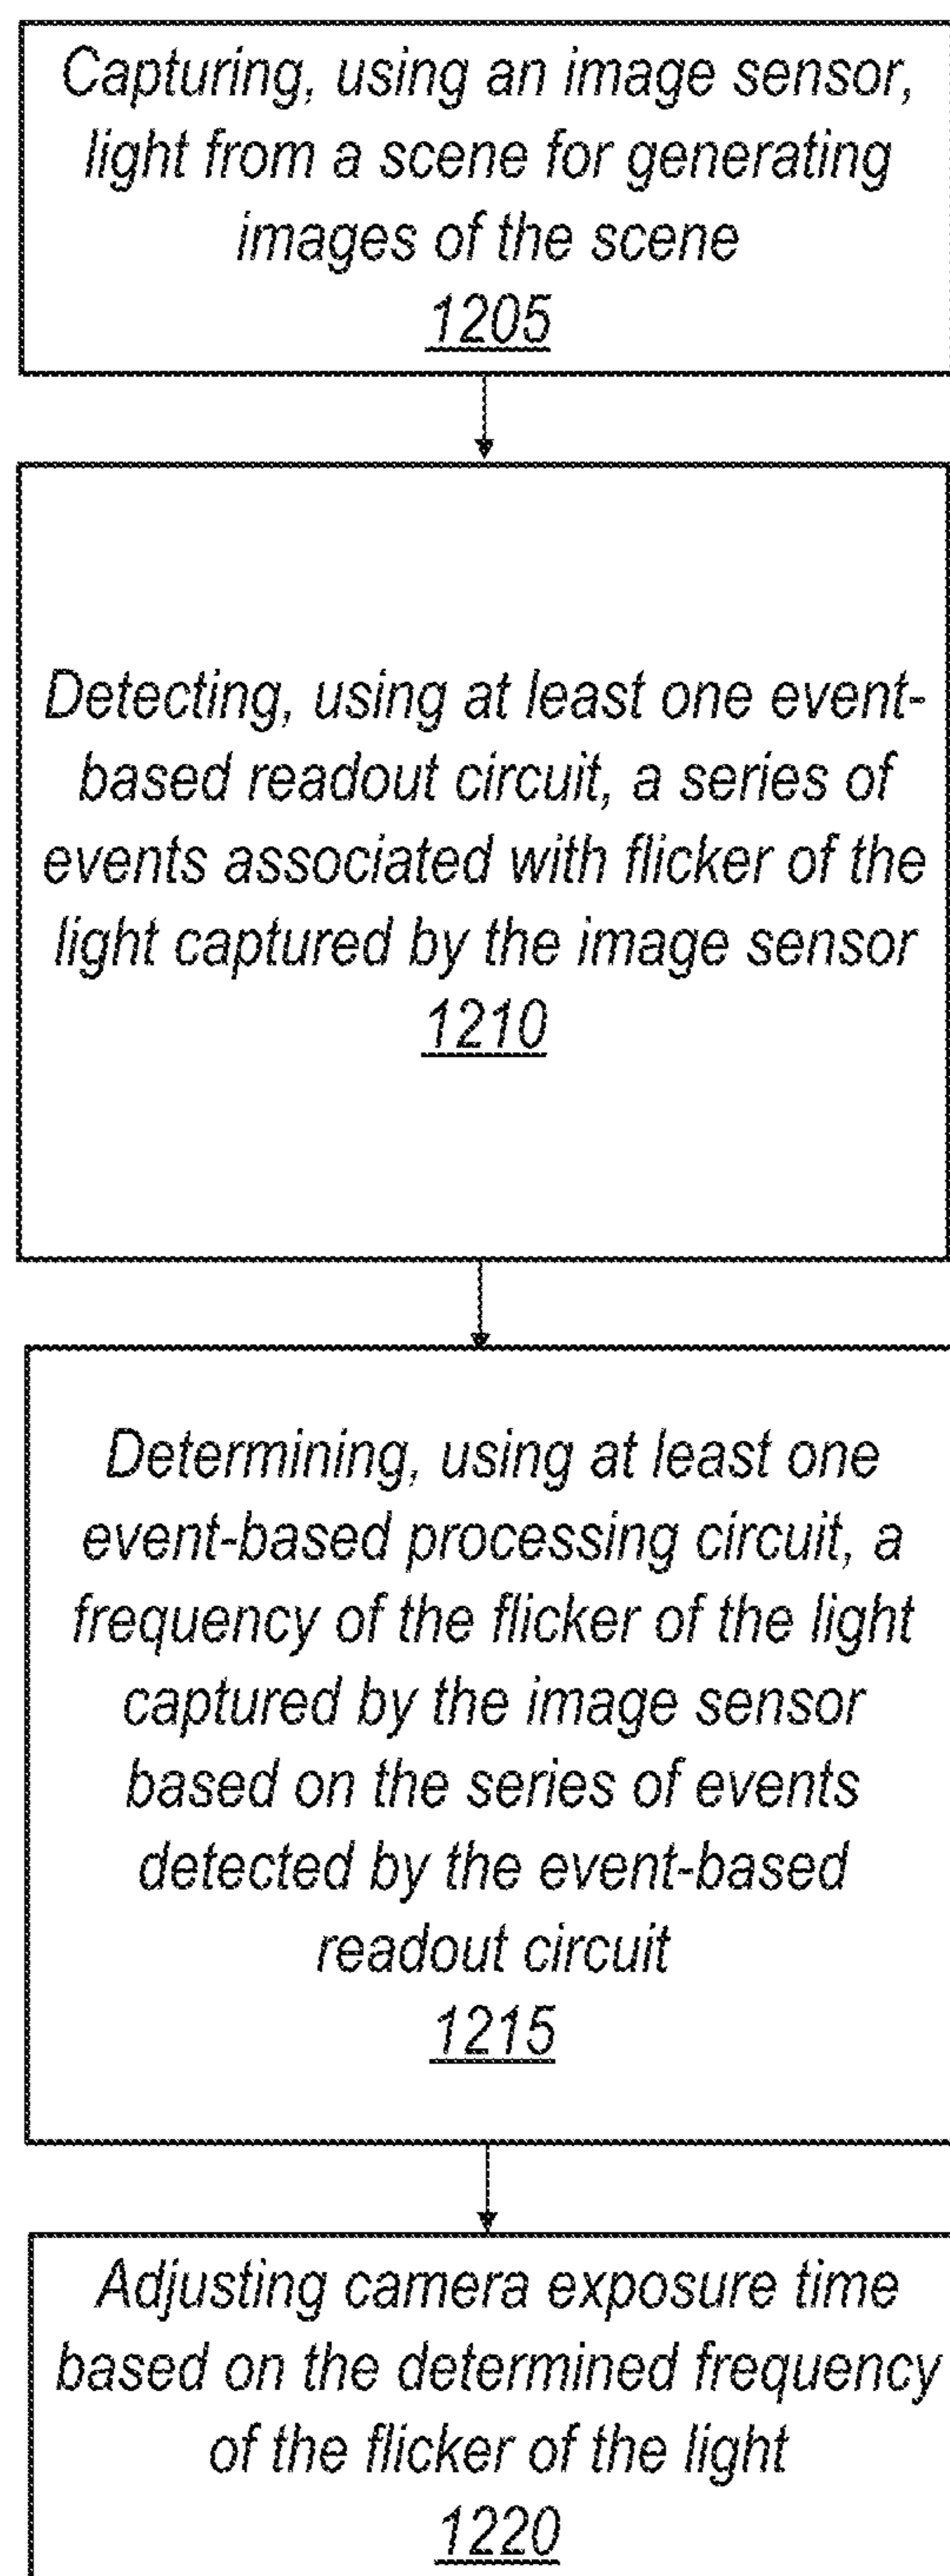 Capturing, using an image sensor,
light from a scene for generating
images of the scene
1205
Detecting, using at least one event-
based readout circuit, a series of
events associated with flicker of the
light captured by the image sensor
1210
Determining, using at least one
event-based processing circuit, a
frequency of the flicker of the light
captured by the image sensor
based on the series of events
detected by the event-based
readout circuit
1215
Adjusting camera exposure time
based on the determined frequency
of the flicker of the light
1220